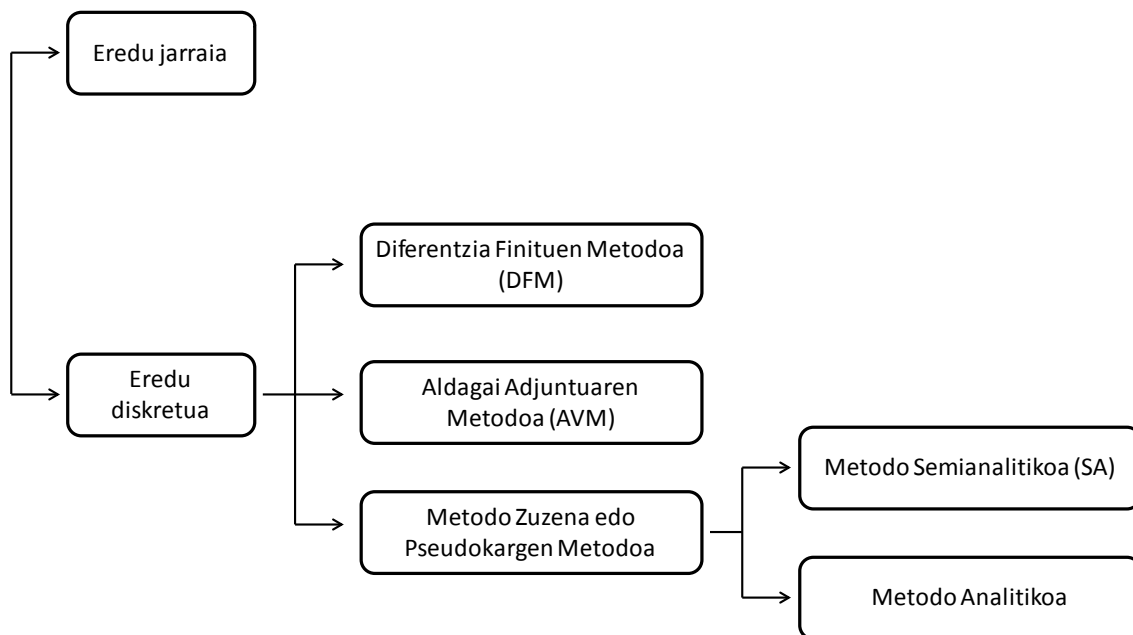 Eredu jarraia
Diferentzia Finituen Metodoa
(DFM)
Eredu
diskretua
Aldagai Adjuntuaren
Metodoa (AVM)
Metodo Zuzena edo
Pseudokargen Metodoa
Metodo Semianalitikoa (SA)
Metodo Analitikoa